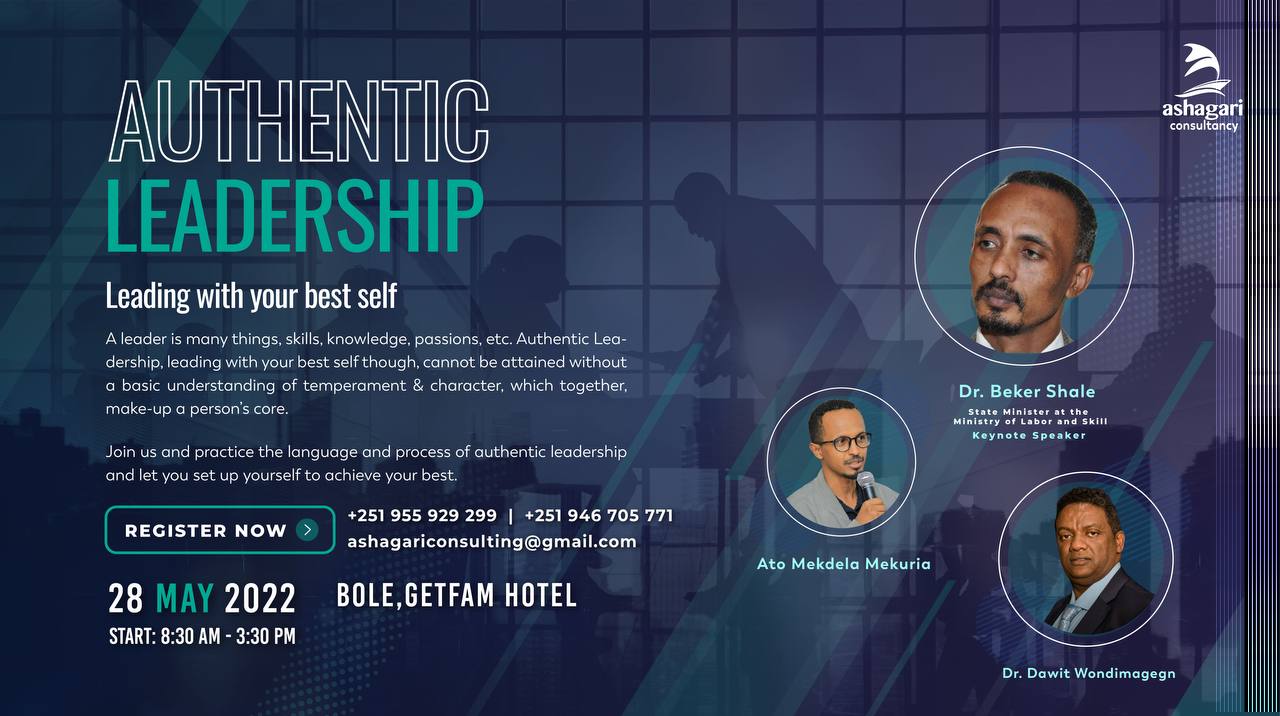 AUTHENTIC
LEADERSHIP
Leading with your best self
A leader is many things, skills, knowledge, passions, etc. Authentic Lea-
dership, leading with your best self though, cannot be attained without
a basic understanding of temperament & character, which together,
make-up a person's core.
Join us and practice the language and process of authentic leadership
and let you set up yourself to achieve your best.
REGISTER NOW
+251 955 929 299 | +251 946 705 771
ashagariconsulting@gmail.com
28 MAY 2022
BOLE,GETFAM HOTEL
START: 8:30 AM - 3:30 PM
ashagari
consultancy
Dr. Beker Shale
State Minister at the
Ministry of Labor and Skill
Keynote Speaker
Ato Mekdela Mekuria
Dr. Dawit Wondimagegn